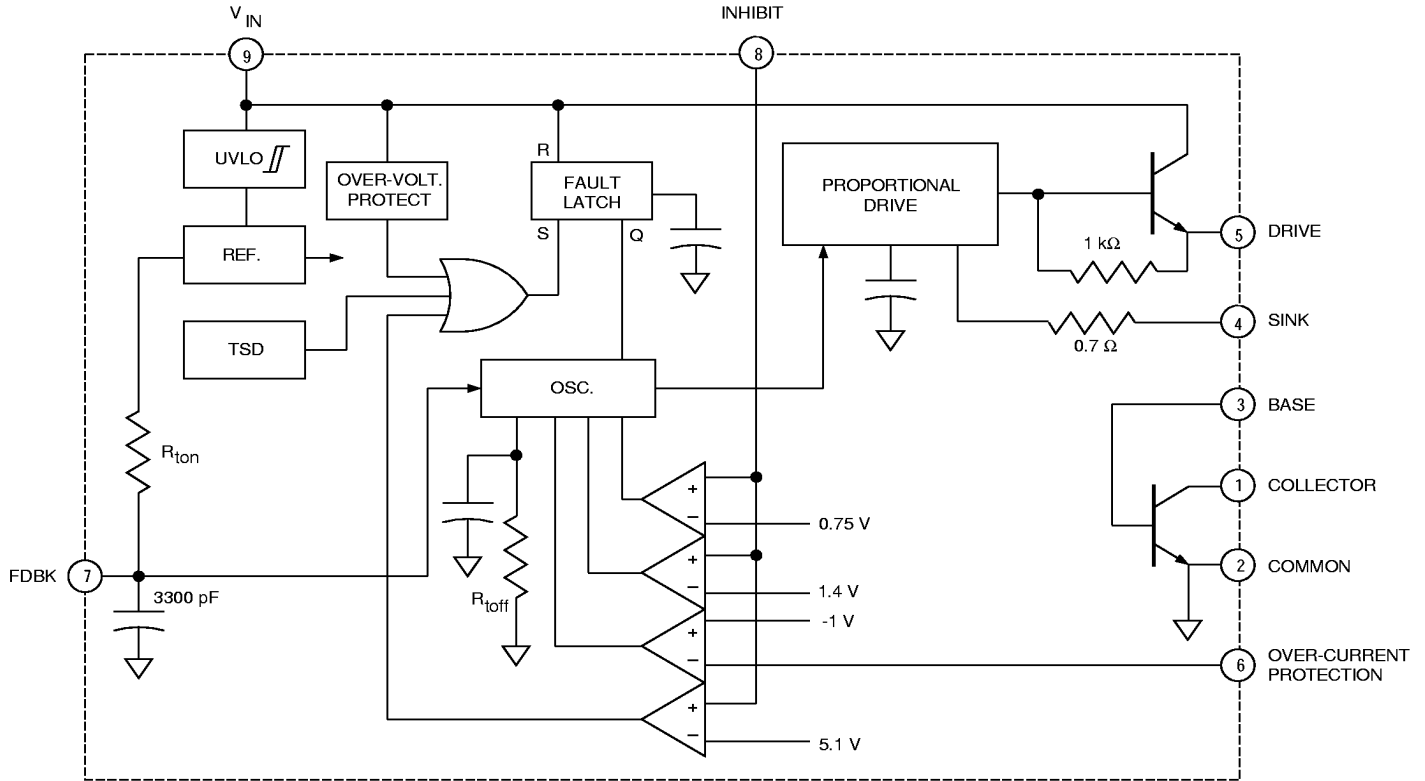 V IN
INHIBIT
9
8
UVLO
R
OVER-VOLT.
PROTECT
FAULT
LATCH
PROPORTIONAL
DRIVE
S
Q
REF.
1 kΩ
5
DRIVE
TSD
0.7 Ω
4
SINK
OSC.
3
BASE
Rton
+
−
0.75 V
1
COLLECTOR
FDBK
7
3300 pF
Rtoff
+
−
1.4 V
2
COMMON
-1 V
+
−
6
OVER-CURRENT
PROTECTION
+
−
5.1 V